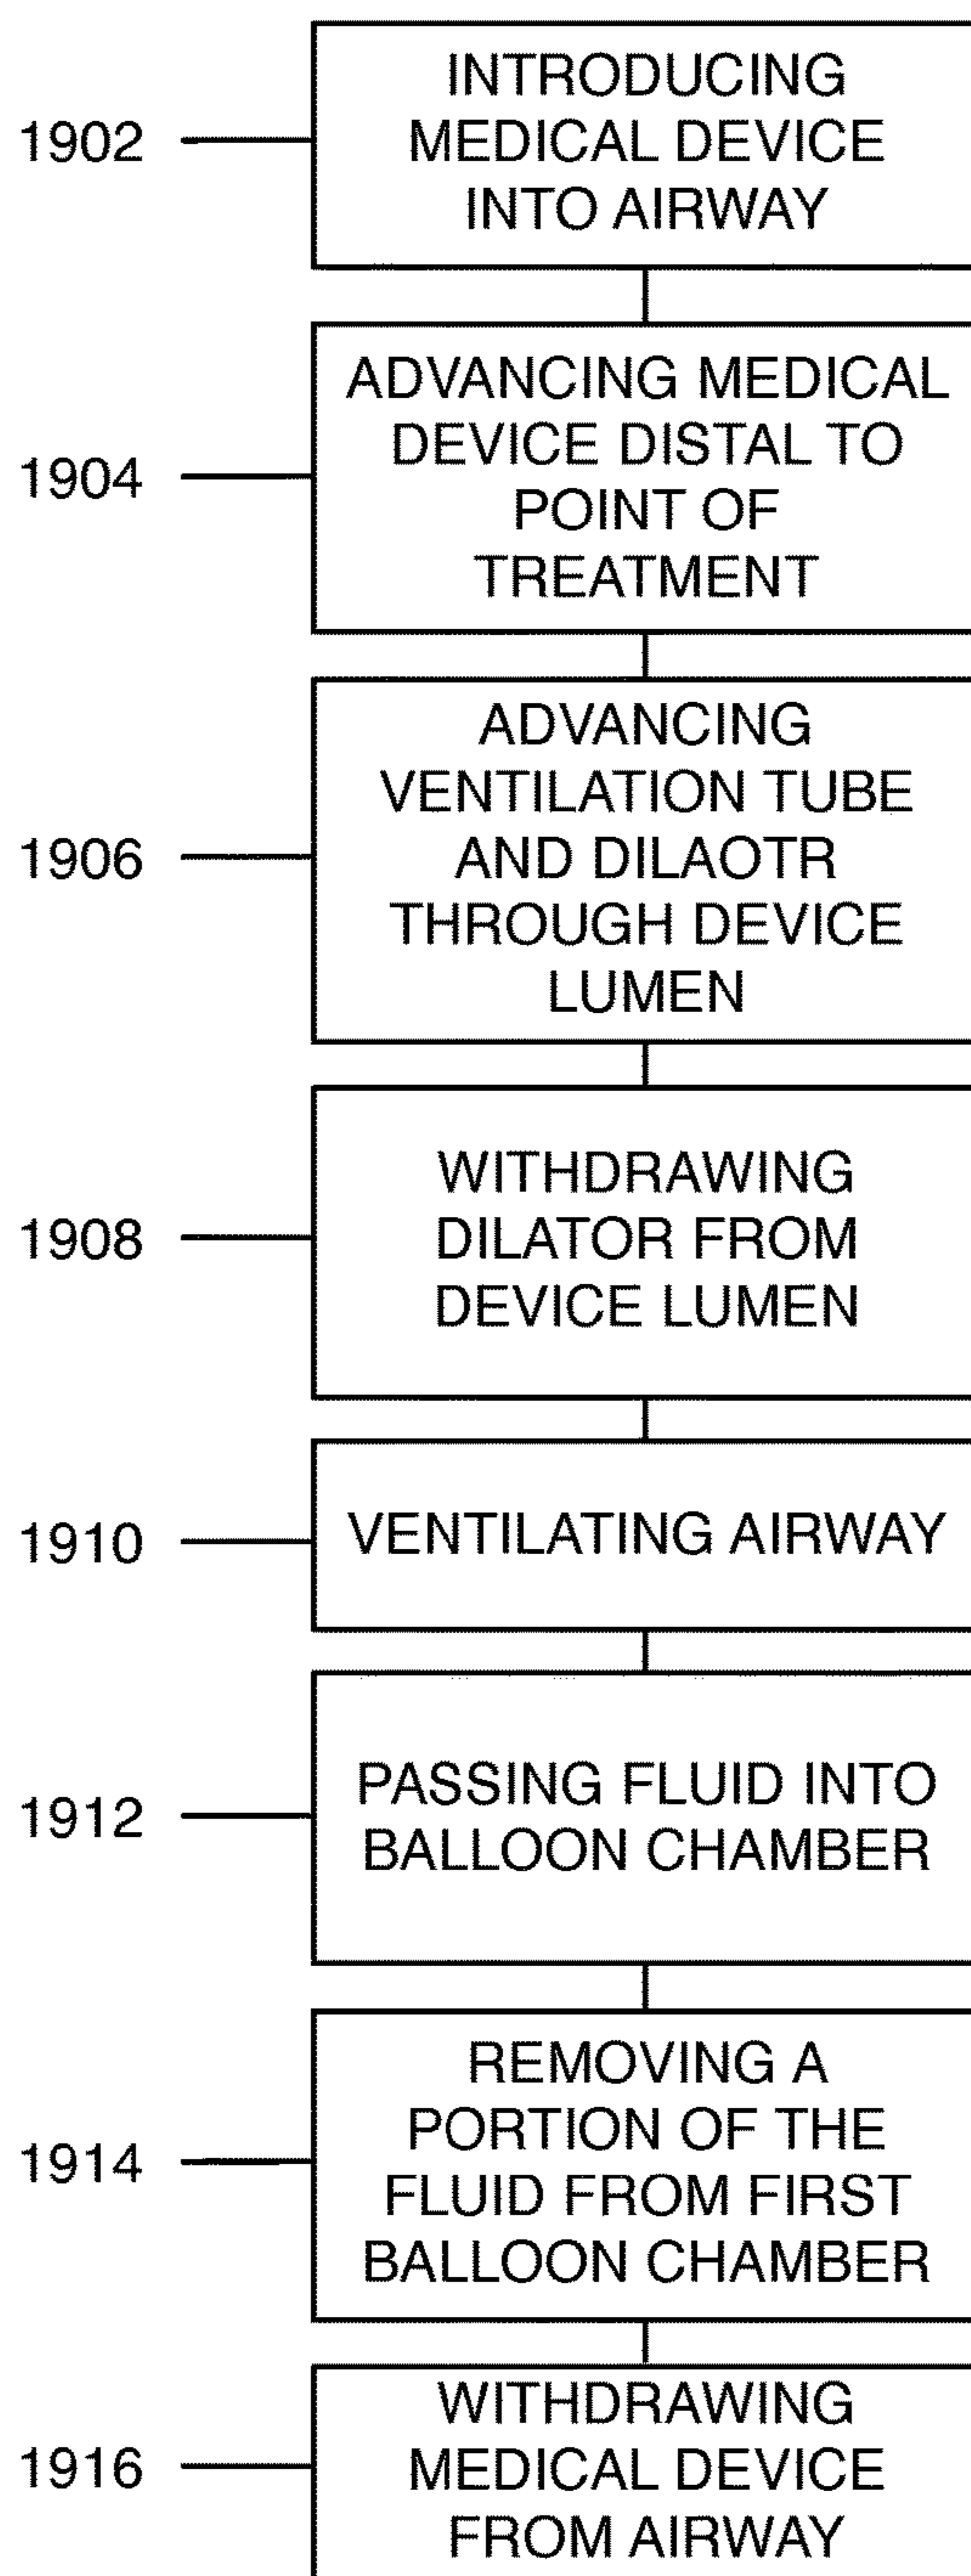 INTRODUCING
MEDICAL DEVICE
1902
INTO AIRWAY
ADVANCING MEDICAL
DEVICE DISTAL TO
1904
POINT OF
TREATMENT
ADVANCING
VENTILATION TUBE
1906
AND DILAOTR
THROUGH DEVICE
LUMEN
WITHDRAWING
1908
DILATOR FROM
DEVICE LUMEN
1910
VENTILATING AIRWAY
1912
PASSING FLUID INTO
BALLOON CHAMBER
REMOVING A
PORTION OF THE
1914
FLUID FROM FIRST
BALLOON CHAMBER
WITHDRAWING
1916
MEDICAL DEVICE
FROM AIRWAY